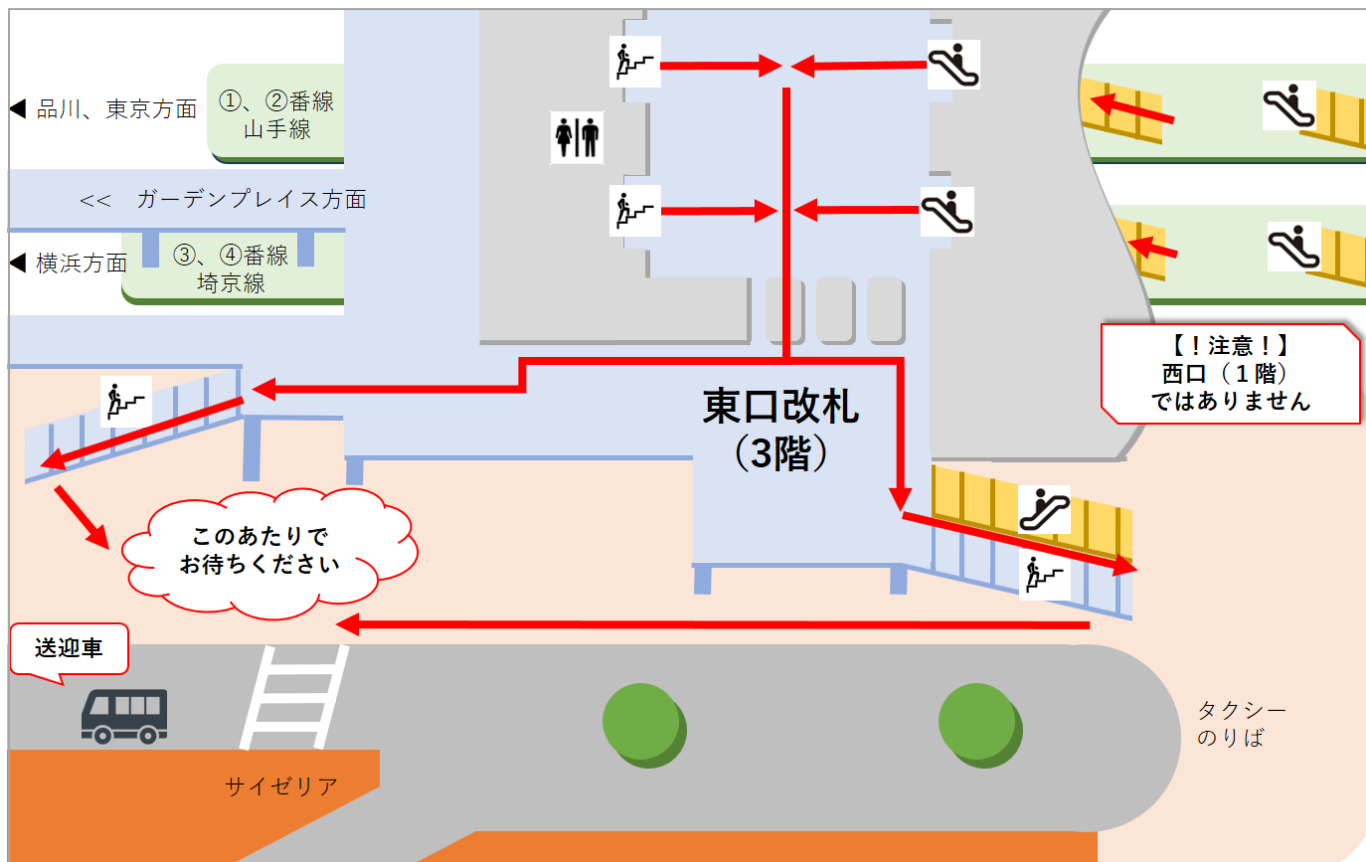 ◀ 品川、東京方面
①、②番線
山手線
<< ガーデンプレイス方面
◀ 横浜方面
③、④番線
埼京線
【！注意！】
西口（１階）
ではありません
東口改札
（3階）
このあたりで
お待ちください
送迎車
タクシー
のりば
サイゼリア